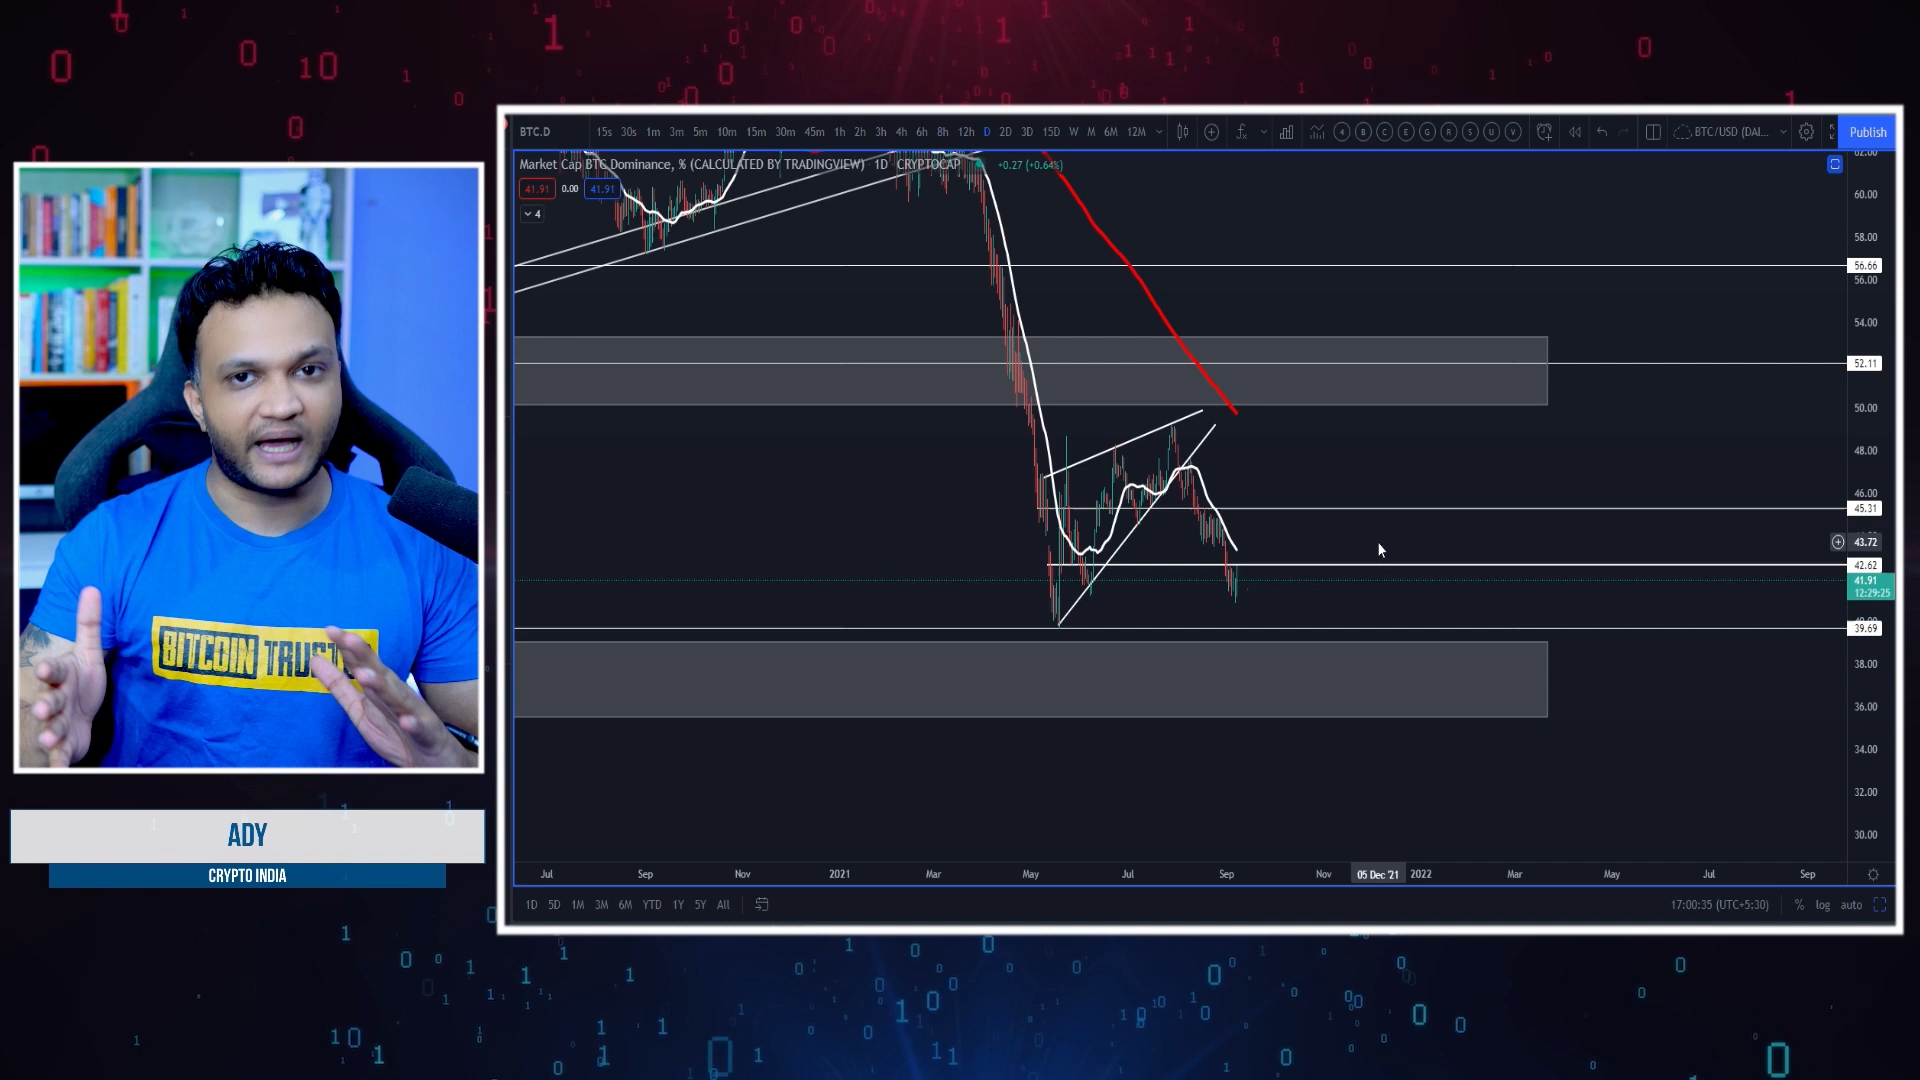 BTC.D 15s 30s 1m 3m 5m 10m 15m 30m 45m 1h 2h 3h 4h 6h 8h 12h D 2D 3D 15D W M 6M 12M 4 B C E G R S U V BTC/USD (DAI... Publish
Market Cap BTC Dominance, % (CALCULATED BY TRADINGVIEW) 1D CRYPTOCAP +0.27 (+0.64%)
41.91 0.00 41.91
4
62.00
60.00
58.00
56.66
56.00
54.00
52.11
50.00
48.00
46.00
45.31
43.72
42.62
41.91
12:29:25
39.69
38.00
36.00
34.00
32.00
30.00
Jul Sep Nov 2021 Mar May Jul Sep Nov 05 Dec '21 2022 Mar May Jul Sep
1D 5D 1M 3M 6M YTD 1Y 5Y All 17:00:35 (UTC+5:30) % log auto
BITCOIN
ADY
CRYPTO INDIA